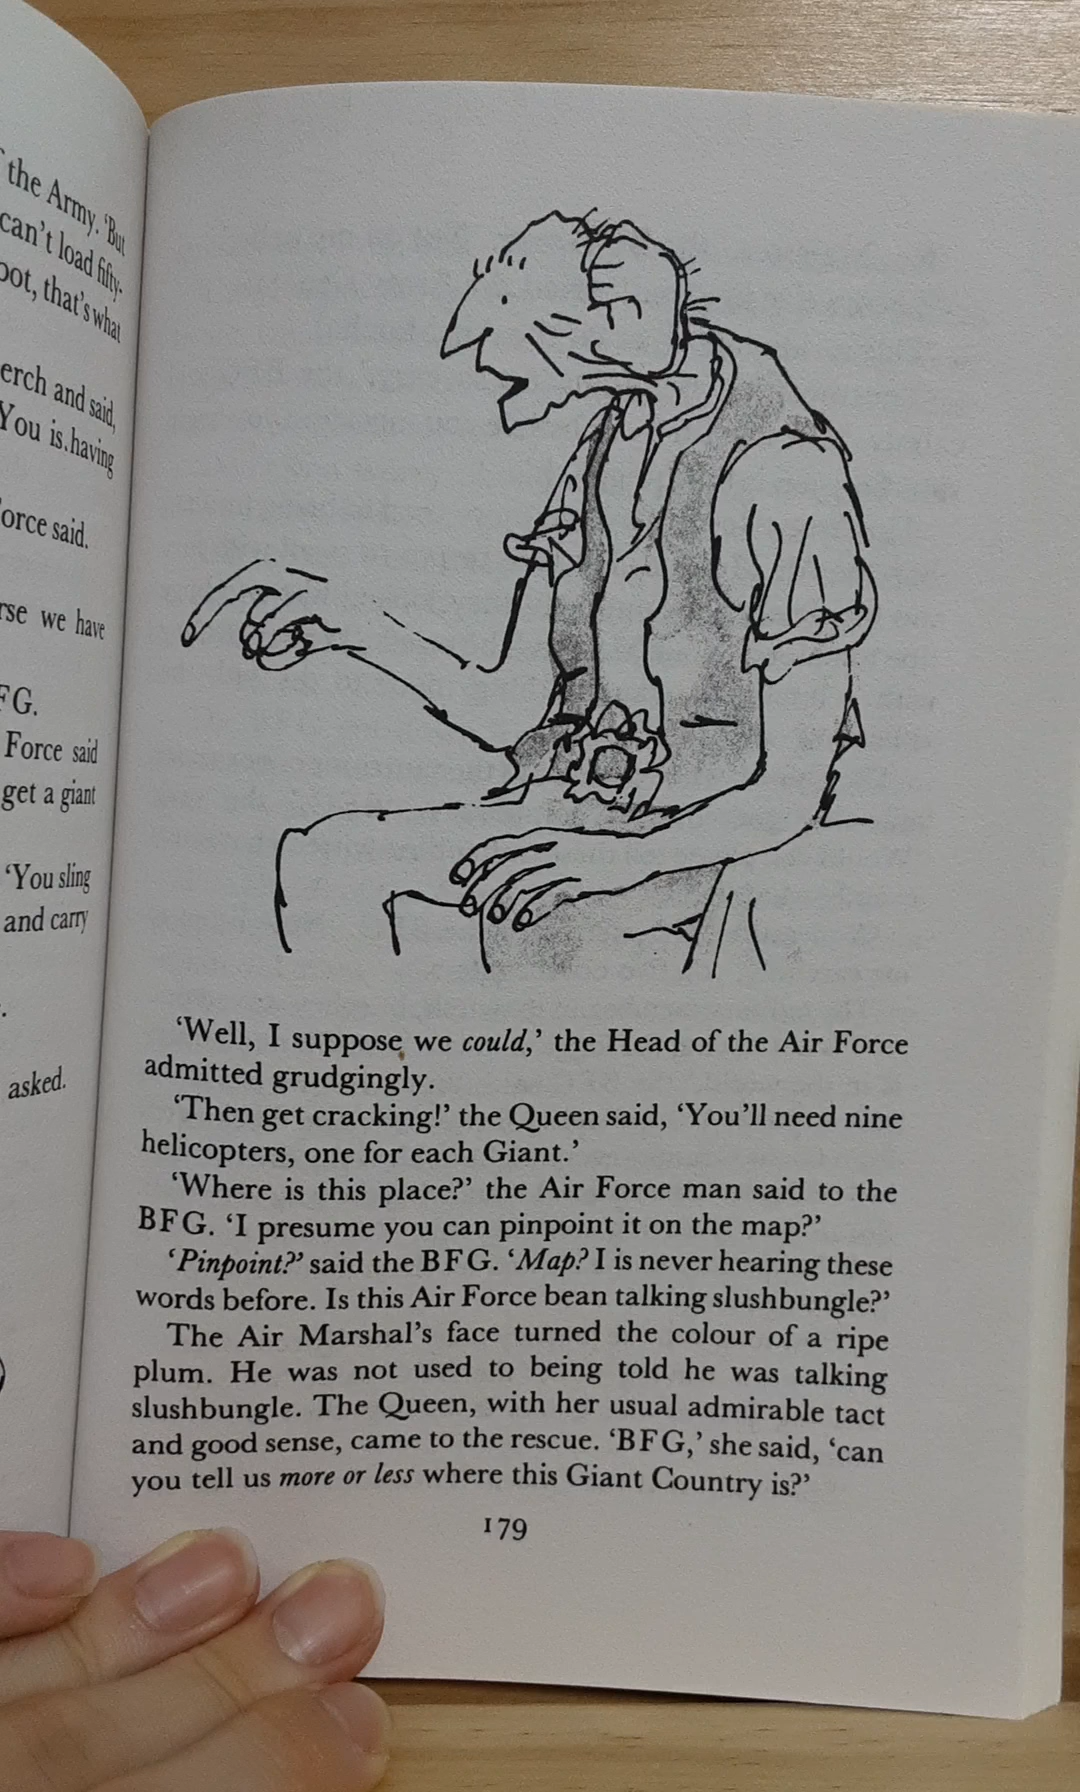 the Army. 'But
can't load fifty-
that's what
and said,
You is having
said.
we have
Force said
get a giant
'You sling
and carry
asked.
'Well, I suppose we could,' the Head of the Air Force
admitted grudgingly.
'Then get cracking!' the Queen said, 'You'll need nine
helicopters, one for each Giant.'
'Where is this place?' the Air Force man said to the
BFG. 'I presume you can pinpoint it on the map?'
'Pinpoint?' said the BFG. 'Map? I is never hearing these
words before. Is this Air Force bean talking slushbungle?'
The Air Marshal's face turned the colour of a ripe
plum. He was not used to being told he was talking
slushbungle. The Queen, with her usual admirable tact
and good sense, came to the rescue. 'BFG,' she said, 'can
you tell us more or less where this Giant Country is?'
179